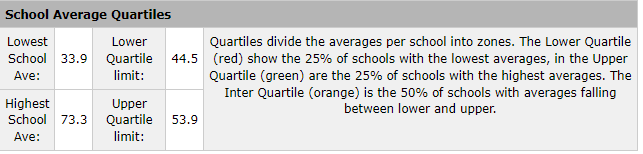 School Average Quartiles
Lowest School Ave:
33.9
Lower Quartile limit:
44.5
Highest School Ave:
73.3
Upper Quartile limit:
53.9
Quartiles divide the averages per school into zones. The Lower Quartile
(red) show the 25% of schools with the lowest averages, in the Upper
Quartile (green) are the 25% of schools with the highest averages. The
Inter Quartile (orange) is the 50% of schools with averages falling
between lower and upper.